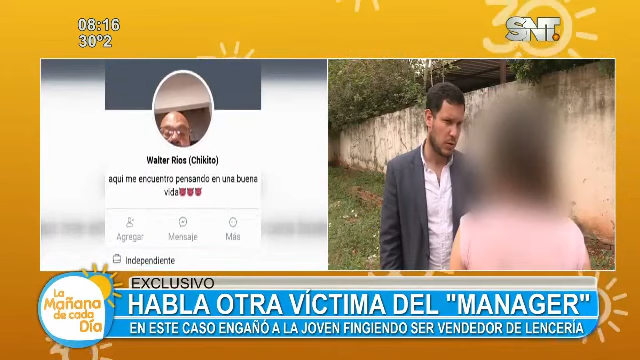 08:16
30°2
30
SNT.
Walter Rios (Chikito)
aqui me encuentro pensando en una buena
vida😈😈😈
Agregar Mensaje Más
Independiente
La
Mañana
de cada
Día
EXCLUSIVO
HABLA OTRA VÍCTIMA DEL "MANAGER"
EN ESTE CASO ENGAÑÓ A LA JOVEN FINGIENDO SER VENDEDOR DE LENCERÍA